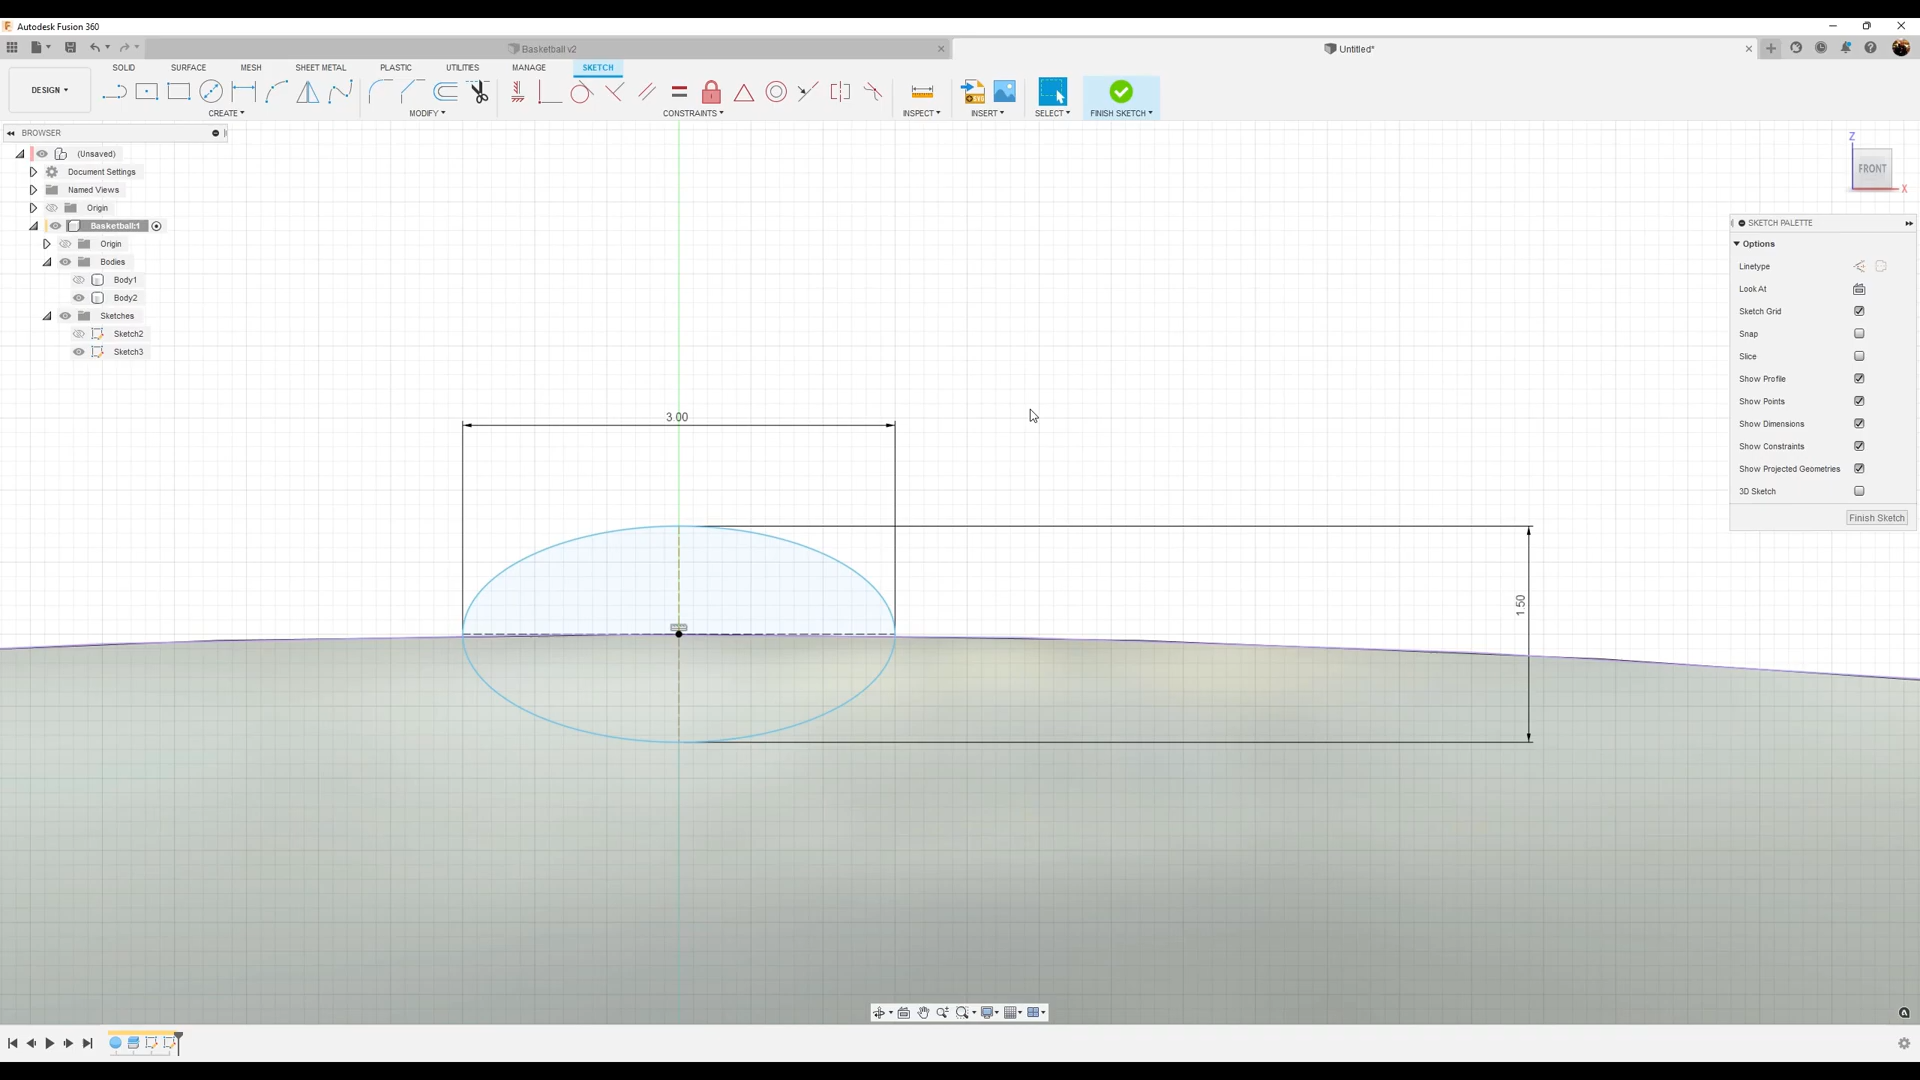 Autodesk Fusion 360
Basketball v2
Untitled*
DESIGN
SOLID SURFACE MESH SHEET METAL PLASTIC UTILITIES MANAGE SKETCH
CREATE MODIFY CONSTRAINTS INSPECT INSERT SELECT FINISH SKETCH
BROWSER
(Unsaved)
Document Settings
Named Views
Origin
Basketball:1
Origin
Bodies
Body1
Body2
Sketches
Sketch2
Sketch3
Z
FRONT
X
SKETCH PALETTE
Options
Linetype
Look At
Sketch Grid
Snap
Slice
Show Profile
Show Points
Show Dimensions
Show Constraints
Show Projected Geometries
3D Sketch
Finish Sketch
3.00
1.50